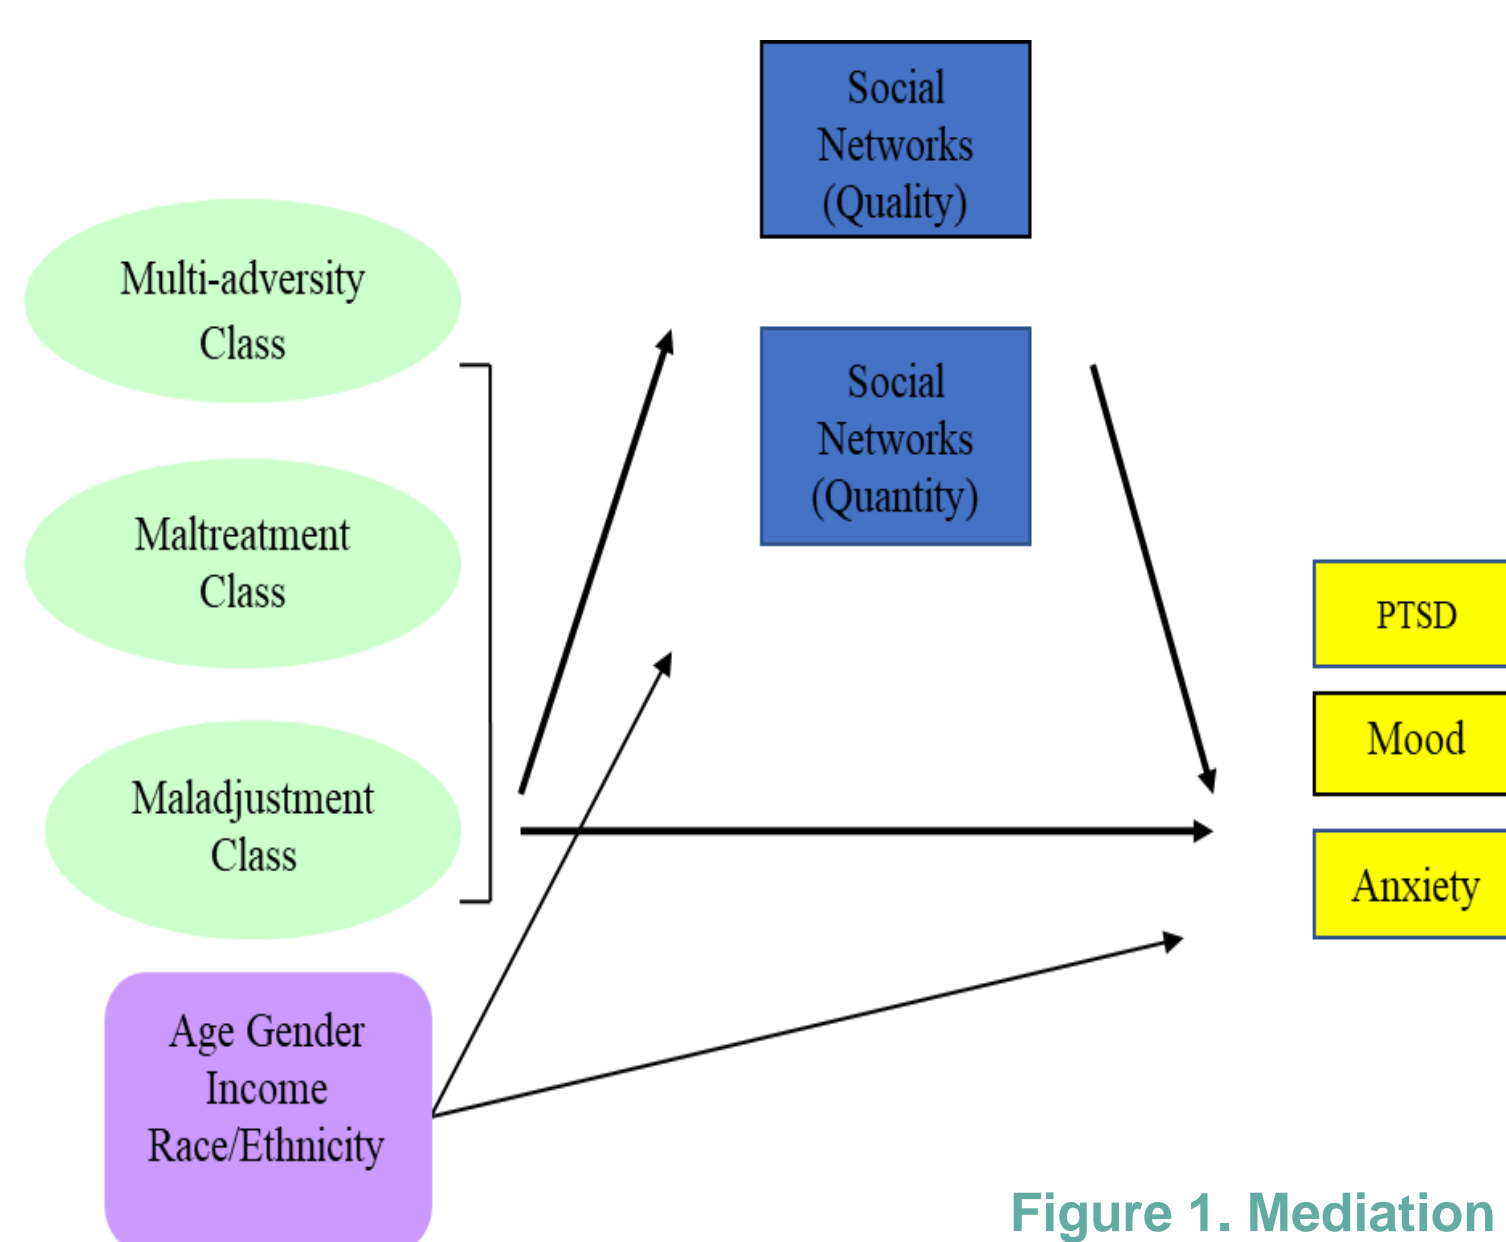 Social
Networks
(Quality)
Multi-adversity
Class
Social
Networks
(Quantity)
Maltreatment
Class
PTSD
Mood
Maladjustment
Class
Anxiety
Age Gender
Income
Race/Ethnicity
Figure 1. Mediation